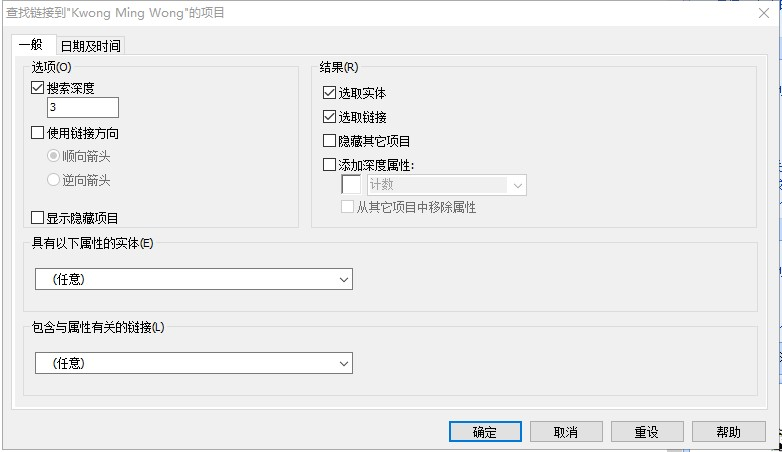 查找链接到"Kwong Ming Wong"的项目
一般
日期及时间
选项(O)
搜索深度
3
使用链接方向
顺向箭头
逆向箭头
显示隐藏项目
结果(R)
选取实体
选取链接
隐藏其它项目
添加深度属性:
计数
从其它项目中移除属性
具有以下属性的实体(E)
(任意)
包含与属性有关的链接(L)
(任意)
确定
取消
重设
帮助